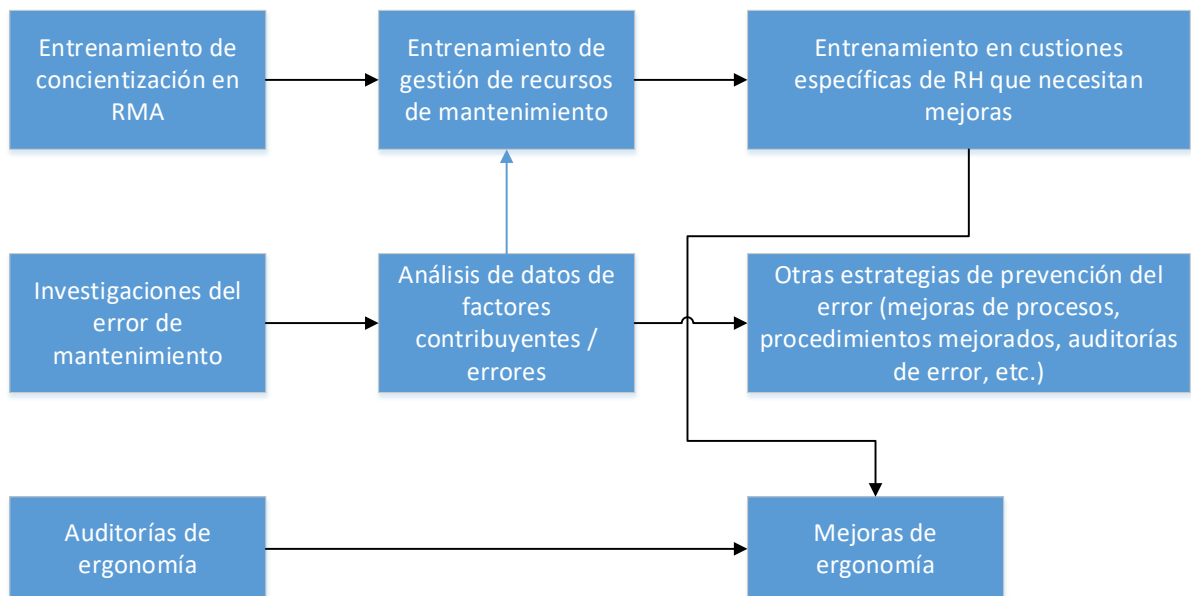 Entrenamiento de
concientización en
RMA
Entrenamiento de
gestión de recursos
de mantenimiento
Entrenamiento en custiones
específicas de RH que necesitan
mejoras
Investigaciones del
error de
mantenimiento
Análisis de datos de
factores
contribuyentes /
errores
Otras estrategias de prevención del
error (mejoras de procesos,
procedimientos mejorados, auditorías
de error, etc.)
Auditorías de
ergonomía
Mejoras de
ergonomía